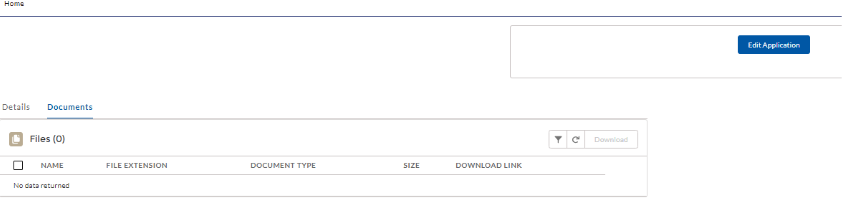 Home
Edit Application
Details Documents
Files (0) Download
NAME FILE EXTENSION DOCUMENT TYPE SIZE DOWNLOAD LINK
No data returned